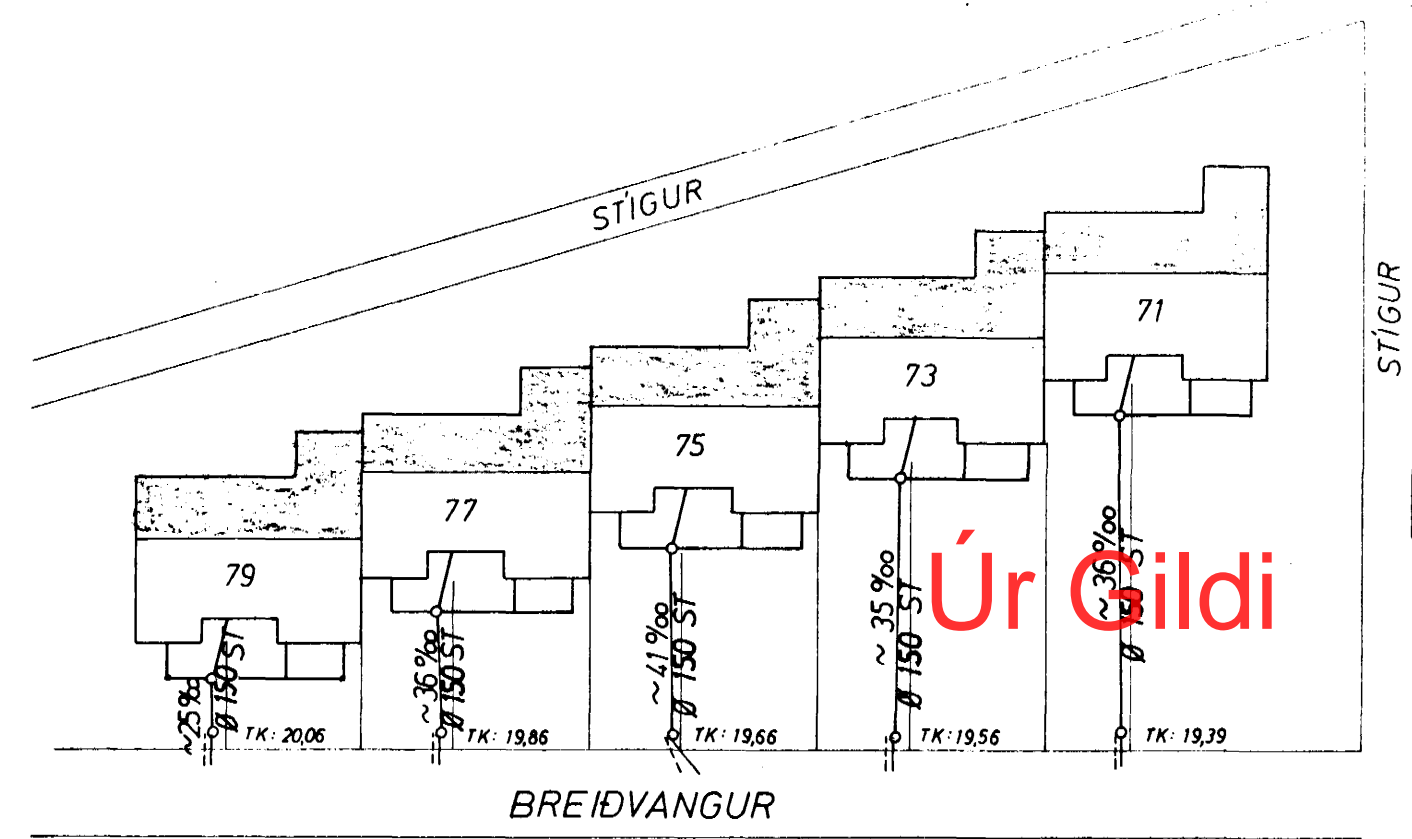 STÍGUR
STÍGUR
71
73
75
77
79
Úr Gildi
~25‰
Ø 150 ST
TK: 20,06
~36‰
Ø 150 ST
TK: 19,86
~41‰
Ø 150 ST
TK: 19,66
~35‰
Ø 150 ST
TK: 19,56
~36‰
Ø 150 ST
TK: 19,39
BREIÐVANGUR